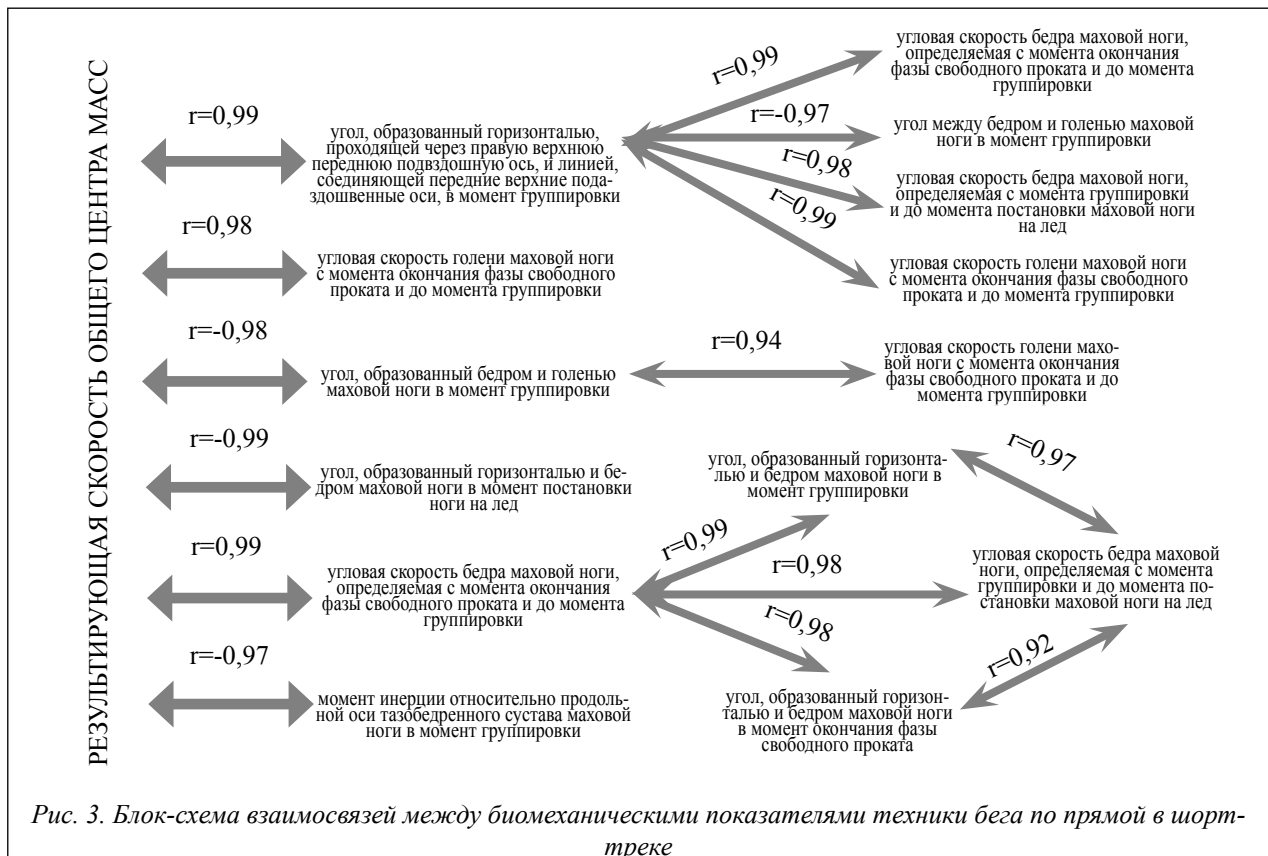 РЕЗУЛЬТИРУЮЩАЯ СКОРОСТЬ ОБЩЕГО ЦЕНТРА МАСС
r=0,99
угол, образованный горизонталью,
проходящей через правую верхнюю
переднюю подвздошную ось, и линией,
соединяющей передние верхние пода-
аздошвенные оси, в момент группировки
r=0,99
угловая скорость бедра маховой ноги,
определяемая с момента окончания
фазы свободного проката и до момента
группировки
r=-0,97
угол между бедром и голенью маховой
ноги в момент группировки
r=0,98
угловая скорость бедра маховой ноги,
определяемая с момента группировки
и до момента постановки маховой ноги
на лед
r=0,99
угловая скорость голени маховой ноги
с момента окончания фазы свободного
проката и до момента группировки
r=0,98
угловая скорость голени маховой ноги
с момента окончания фазы свободного
проката и до момента группировки
r=-0,98
угол, образованный бедром и голенью
маховой ноги в момент группировки
r=0,94
угловая скорость голени махо-
вой ноги с момента окончания
фазы свободного проката и до
момента группировки
r=-0,99
угол, образованный горизонталью и бе-
дром маховой ноги в момент постановки
ноги на лед
r=0,99
угловая скорость бедра маховой ноги,
определяемая с момента окончания
фазы свободного проката и до момента
группировки
r=0,99
угол, образованный горизонта-
лью и бедром маховой ноги в
момент группировки
r=0,97
r=0,98
угловая скорость бедра маховой
ноги, определяемая с момента
группировки и до момента по-
становки маховой ноги на лед
r=0,98
угол, образованный горизон-
талью и бедром маховой ноги
в момент окончания фазы
свободного проката
r=0,92
r=-0,97
момент инерции относительно продоль-
ной оси тазобедренного сустава маховой
ноги в момент группировки
Рис. 3. Блок-схема взаимосвязей между биомеханическими показателями техники бега по прямой в шорт-
треке